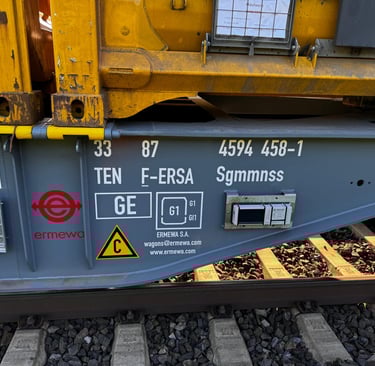 33 87 4594 458-1
TEN F-ERSA Sgmmnss
GE
G1
G1
GI1
ermewa
C
ERMEWA S.A.
wagons@ermewa.com
www.ermewa.com